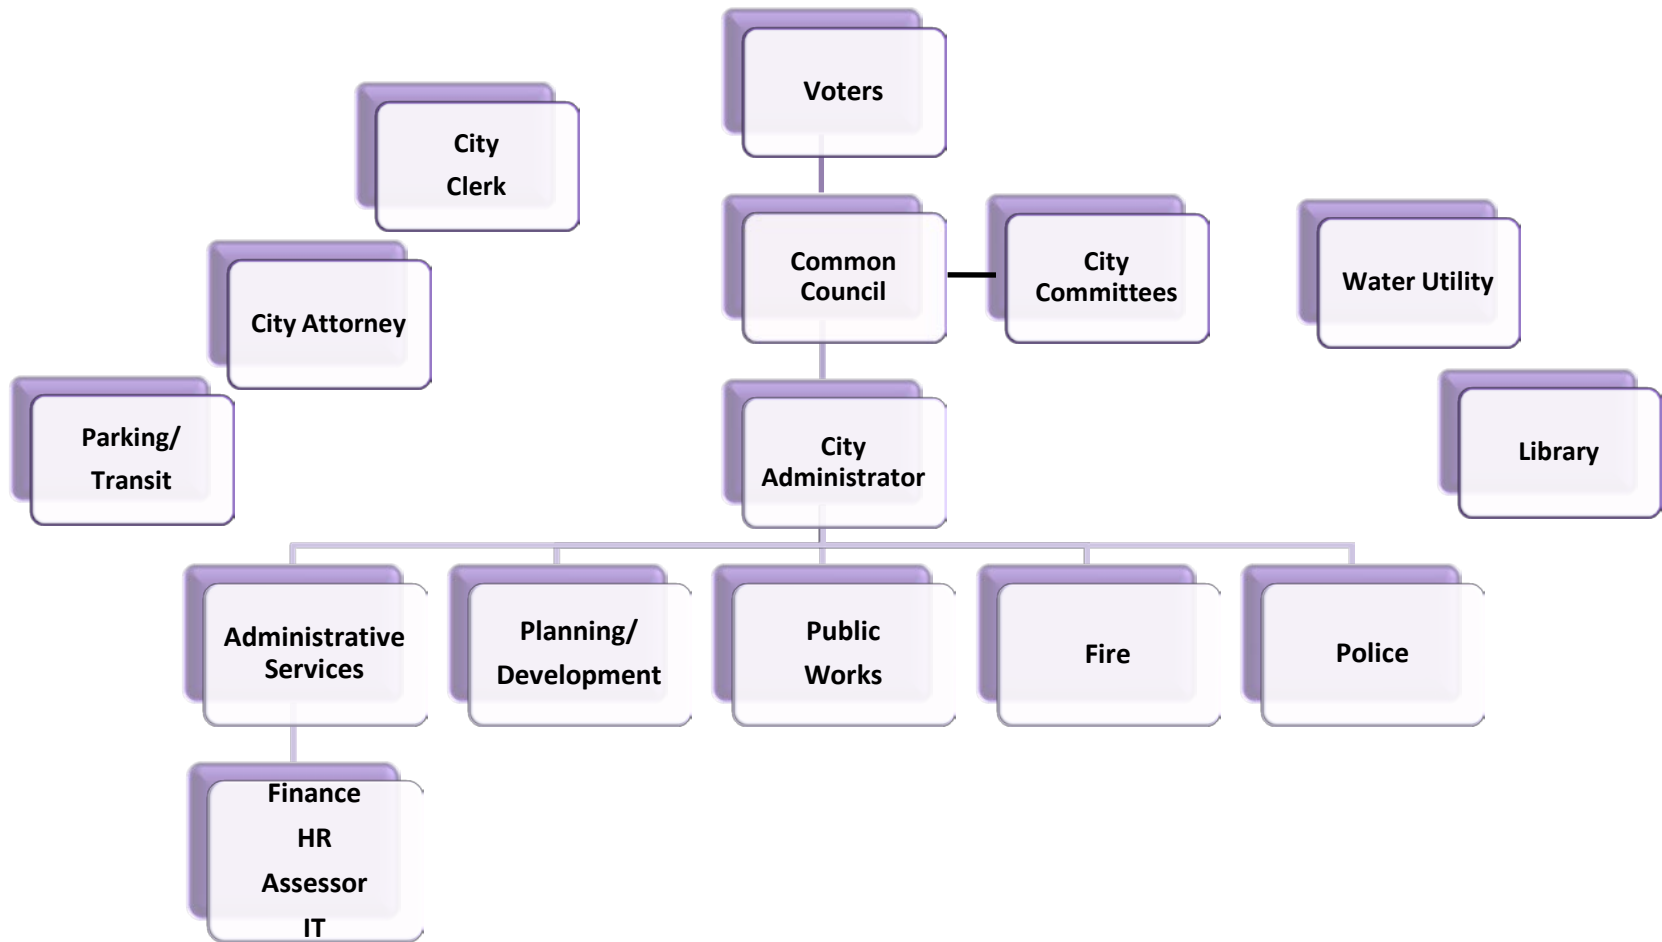 Voters
City
Clerk
Common
Council
City
Committees
Water Utility
City Attorney
Parking/
Transit
City
Administrator
Library
Administrative
Services
Planning/
Development
Public
Works
Fire
Police
Finance
HR
Assessor
IT